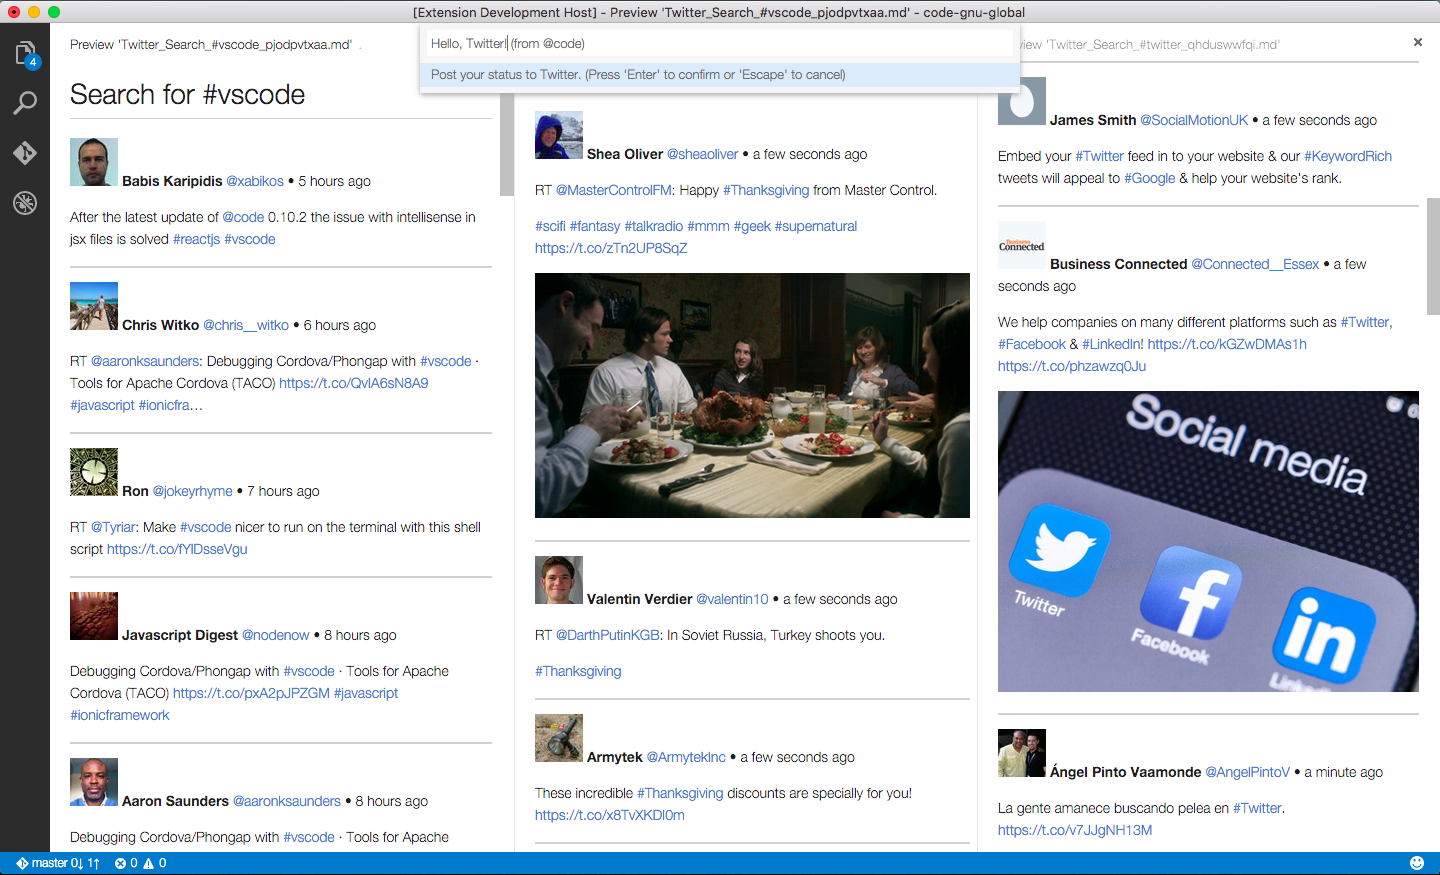 [Extension Development Host] - Preview 'Twitter_Search_#vscode_pjodpvtxaa.md' - code-gnu-global
Hello, Twitter! (from @code)
Post your status to Twitter. (Press 'Enter' to confirm or 'Escape' to cancel)
4
Preview 'Twitter_Search_#vscode_pjodpvtxaa.md'
Search for #vscode
Babis Karipidis @xabikos • 5 hours ago
After the latest update of @code 0.10.2 the issue with intellisense in
jsx files is solved #reactjs #vscode
Chris Witko @chris__witko • 6 hours ago
RT @aaronksaunders: Debugging Cordova/Phongap with #vscode ·
Tools for Apache Cordova (TACO) https://t.co/QvlA6sN8A9
#javascript #ionicfra…
Ron @jokeyrhyme • 7 hours ago
RT @Tyriar: Make #vscode nicer to run on the terminal with this shell
script https://t.co/fYlDsseVgu
Javascript Digest @nodenow • 8 hours ago
Debugging Cordova/Phongap with #vscode · Tools for Apache
Cordova (TACO) https://t.co/pxA2pJPZGM #javascript
#ionicframework
Aaron Saunders @aaronksaunders • 8 hours ago
Debugging Cordova/Phongap with #vscode · Tools for Apache
Shea Oliver @sheaoliver • a few seconds ago
RT @MasterControlFM: Happy #Thanksgiving from Master Control.
#scifi #fantasy #talkradio #mmm #geek #supernatural
https://t.co/zTn2UP8SqZ
Valentin Verdier @valentin10 • a few seconds ago
RT @DarthPutinKGB: In Soviet Russia, Turkey shoots you.
#Thanksgiving
Armytek @ArmytekInc • a few seconds ago
These incredible #Thanksgiving discounts are specially for you!
https://t.co/x8TvXKDI0m
view 'Twitter_Search_#twitter_qhduswwfqi.md'
James Smith @SocialMotionUK • a few seconds ago
Embed your #Twitter feed in to your website & our #KeywordRich
tweets will appeal to #Google & help your website's rank.
Business
Connected
Business Connected @Connected__Essex • a few
seconds ago
We help companies on many different platforms such as #Twitter,
#Facebook & #LinkedIn! https://t.co/kGZwDMAs1h
https://t.co/phzawzq0Ju
Social media
Twitter
Facebook
in
LinkedIn
Ángel Pinto Vaamonde @AngelPintoV • a minute ago
La gente amanece buscando pelea en #Twitter.
https://t.co/v7JJgNH13M
master 0↓ 1↑ 0 0